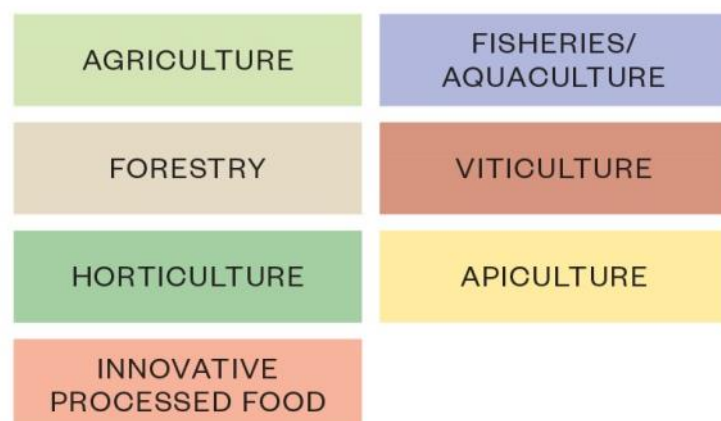 AGRICULTURE
FISHERIES/
AQUACULTURE
FORESTRY
VITICULTURE
HORTICULTURE
APICULTURE
INNOVATIVE
PROCESSED FOOD